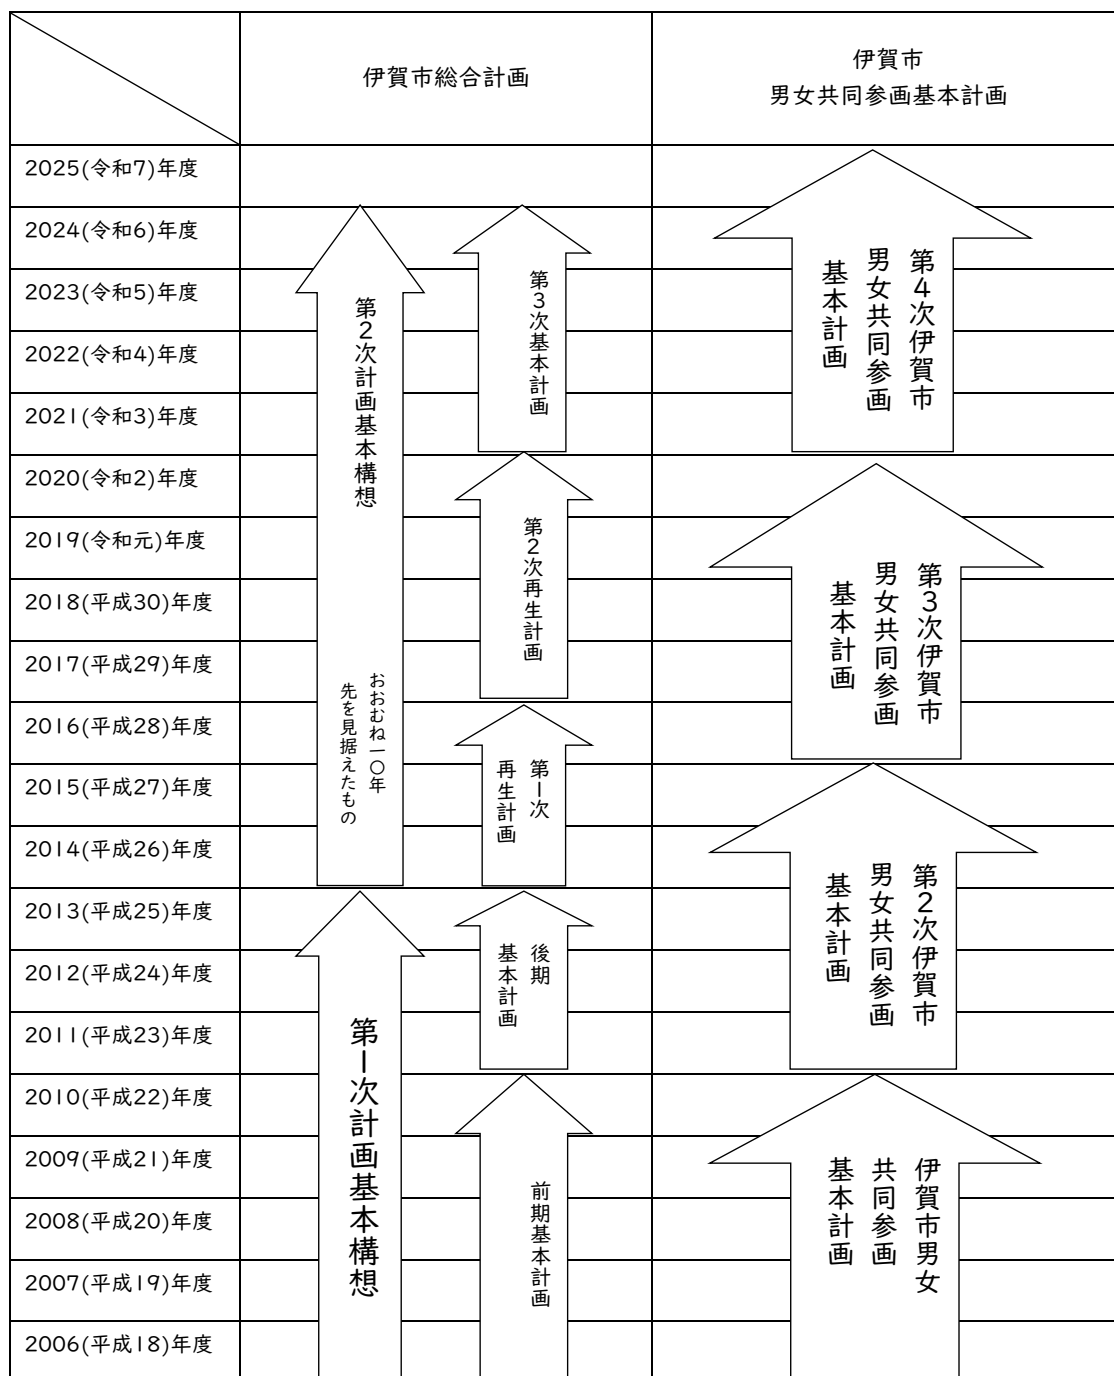 伊賀市総合計画
伊賀市
男女共同参画基本計画
2025(令和7)年度
2024(令和6)年度
2023(令和5)年度
2022(令和4)年度
2021(令和3)年度
2020(令和2)年度
2019(令和元)年度
2018(平成30)年度
2017(平成29)年度
2016(平成28)年度
2015(平成27)年度
2014(平成26)年度
2013(平成25)年度
2012(平成24)年度
2011(平成23)年度
2010(平成22)年度
2009(平成21)年度
2008(平成20)年度
2007(平成19)年度
2006(平成18)年度
第2次計画基本構想
おおむね一〇年
先を見据えたもの
第1次計画基本構想
第3次基本計画
第2次再生計画
第1次
再生計画
後期
基本計画
前期基本計画
第4次伊賀市
男女共同参画
基本計画
第3次伊賀市
男女共同参画
基本計画
第2次伊賀市
男女共同参画
基本計画
伊賀市男女
共同参画
基本計画